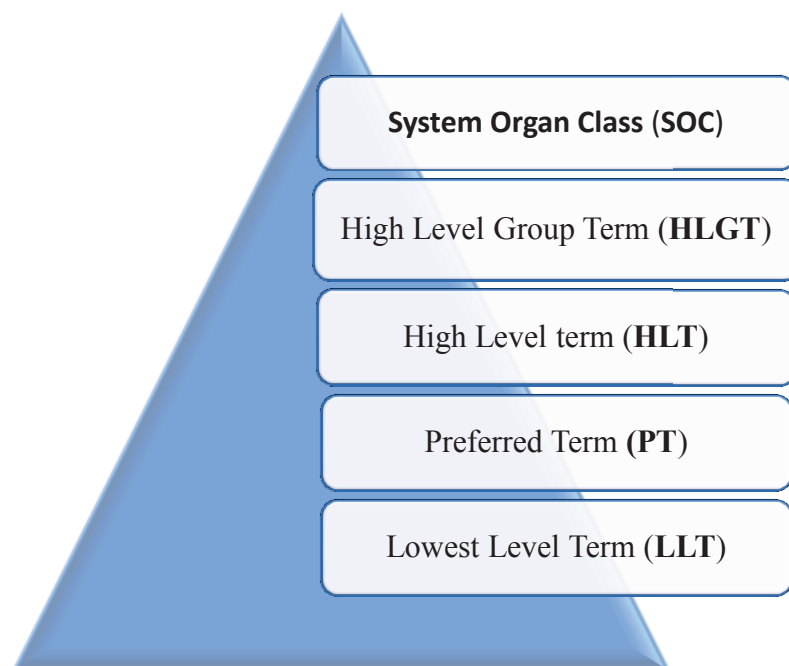 System Organ Class (SOC)
High Level Group Term (HLGT)
High Level term (HLT)
Preferred Term (PT)
Lowest Level Term (LLT)